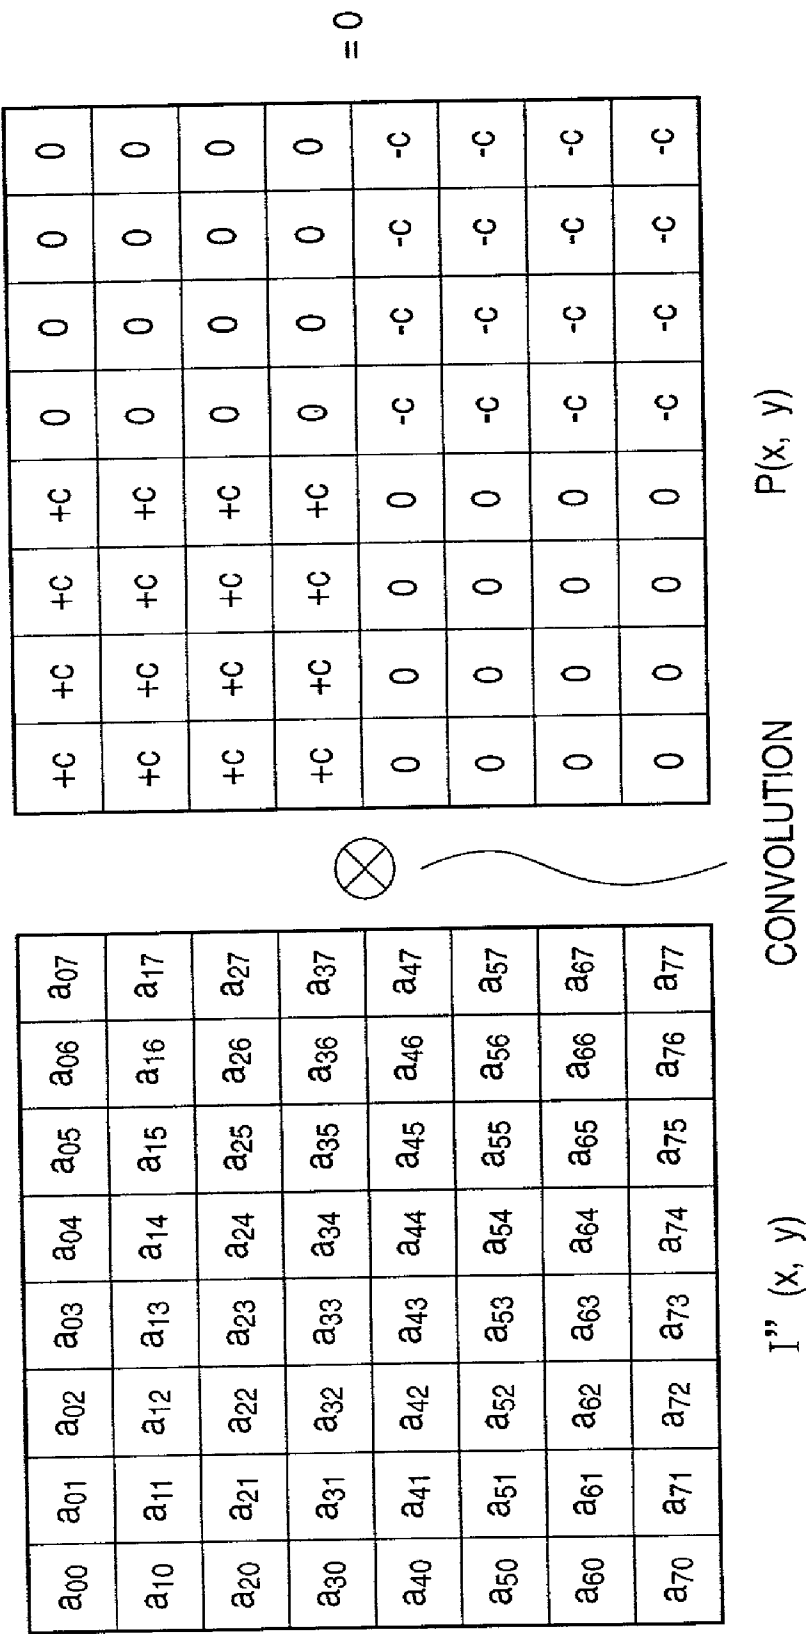 a00 a01 a02 a03 a04 a05 a06 a07
a10 a11 a12 a13 a14 a15 a16 a17
a20 a21 a22 a23 a24 a25 a26 a27
a30 a31 a32 a33 a34 a35 a36 a37
a40 a41 a42 a43 a44 a45 a46 a47
a50 a51 a52 a53 a54 a55 a56 a57
a60 a61 a62 a63 a64 a65 a66 a67
a70 a71 a72 a73 a74 a75 a76 a77
I” (x, y)
CONVOLUTION
+C +C +C +C 0 0 0 0
+C +C +C +C 0 0 0 0
+C +C +C +C 0 0 0 0
+C +C +C +C 0 0 0 0
0 0 0 0 -C -C -C -C
0 0 0 0 -C -C -C -C
0 0 0 0 -C -C -C -C
0 0 0 0 -C -C -C -C
P(x, y)
= 0